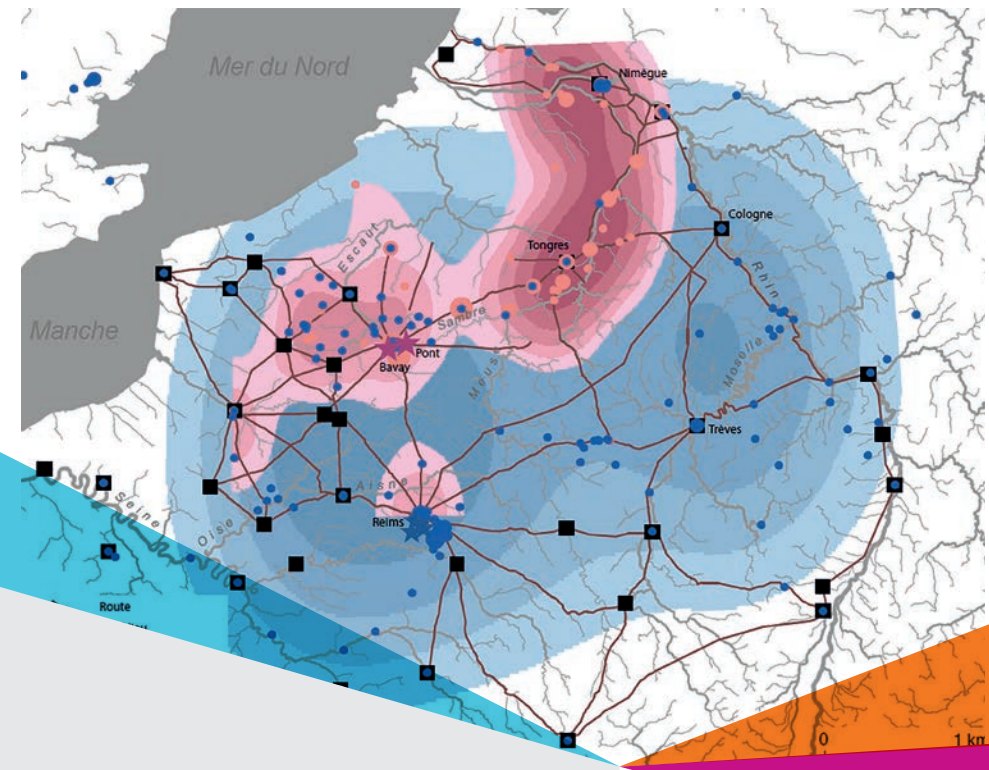 Mer du Nord
Nimègue
Cologne
Escaut
Tongres
Rhin
Manche
Sambre
Pont
Bavay
Meuse
Moselle
Trèves
Aisne
Seine
Oise
Reims
Route
0 1 km